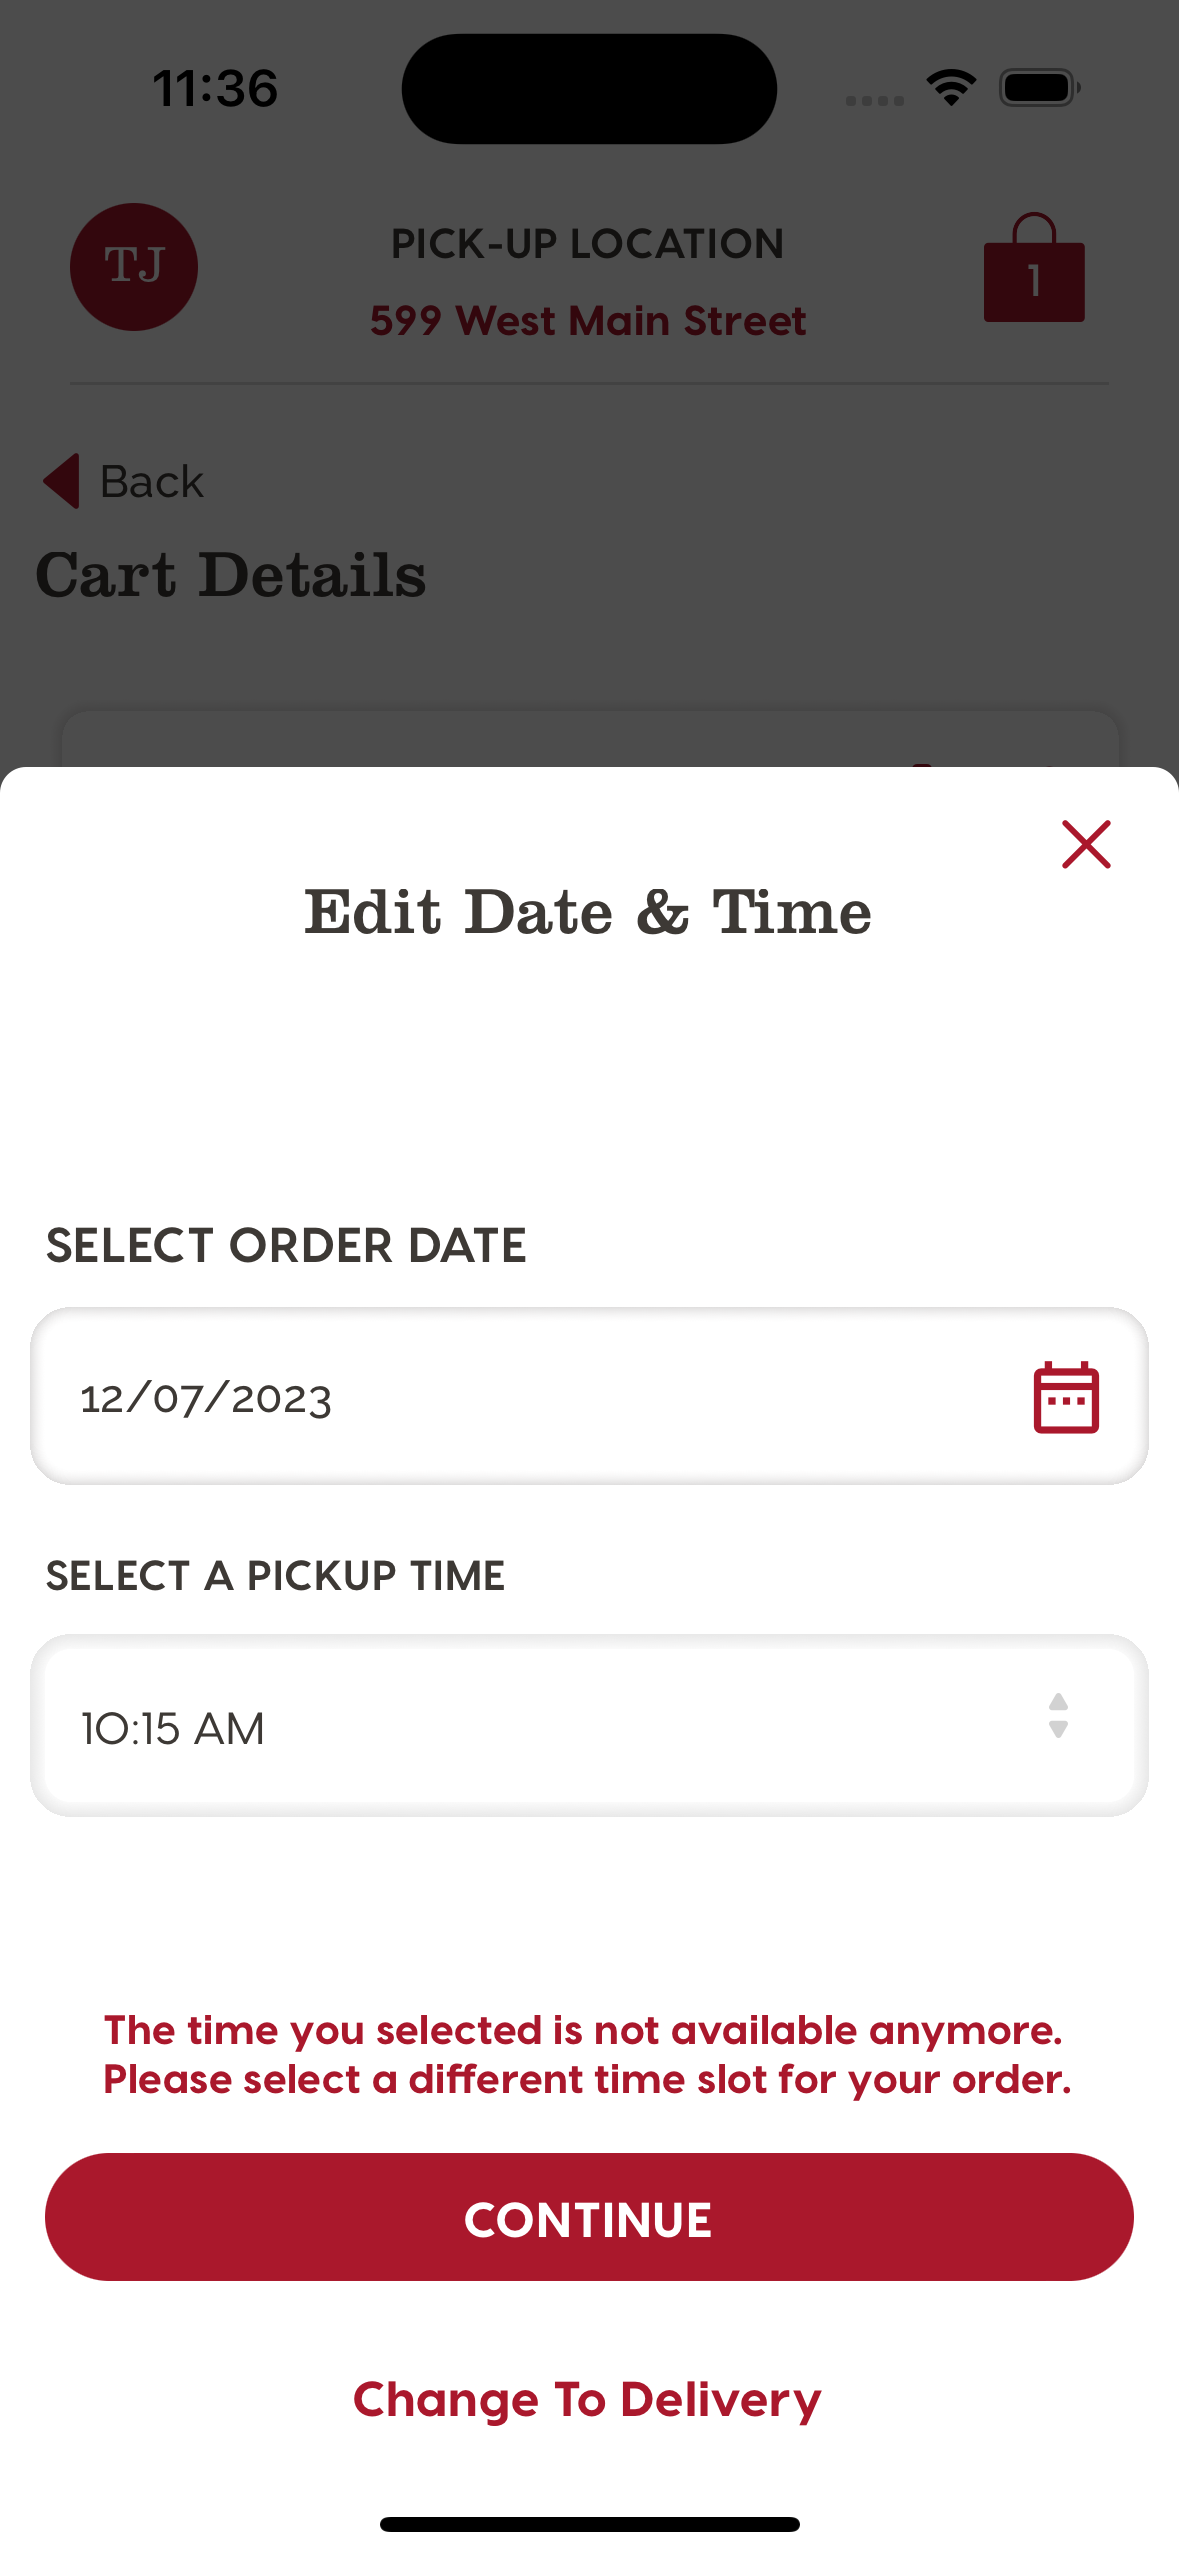 11:36
TJ
PICK-UP LOCATION
1
599 West Main Street
Back
Cart Details
Edit Date & Time
SELECT ORDER DATE
12/07/2023
SELECT A PICKUP TIME
10:15 AM
The time you selected is not available anymore.
Please select a different time slot for your order.
CONTINUE
Change To Delivery